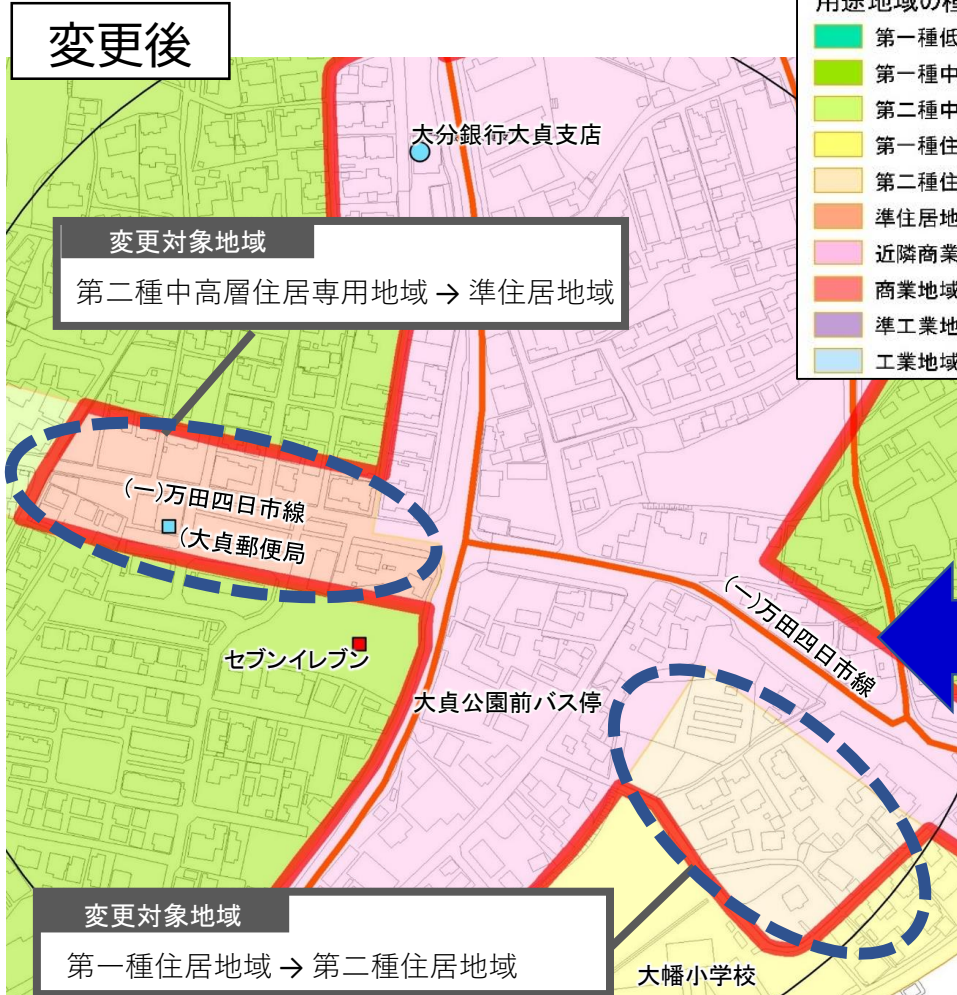 変更後
用途地域の種
第一種低
第一種中
第二種中
第一種住
第二種住
準住居地
近隣商業
商業地域
準工業地
工業地域
大分銀行大貞支店
変更対象地域
第二種中高層住居専用地域 → 準住居地域
(一)万田四日市線
(大貞郵便局
(一)万田四日市線
セブンイレブン
大貞公園前バス停
変更対象地域
第一種住居地域 → 第二種住居地域
大幡小学校